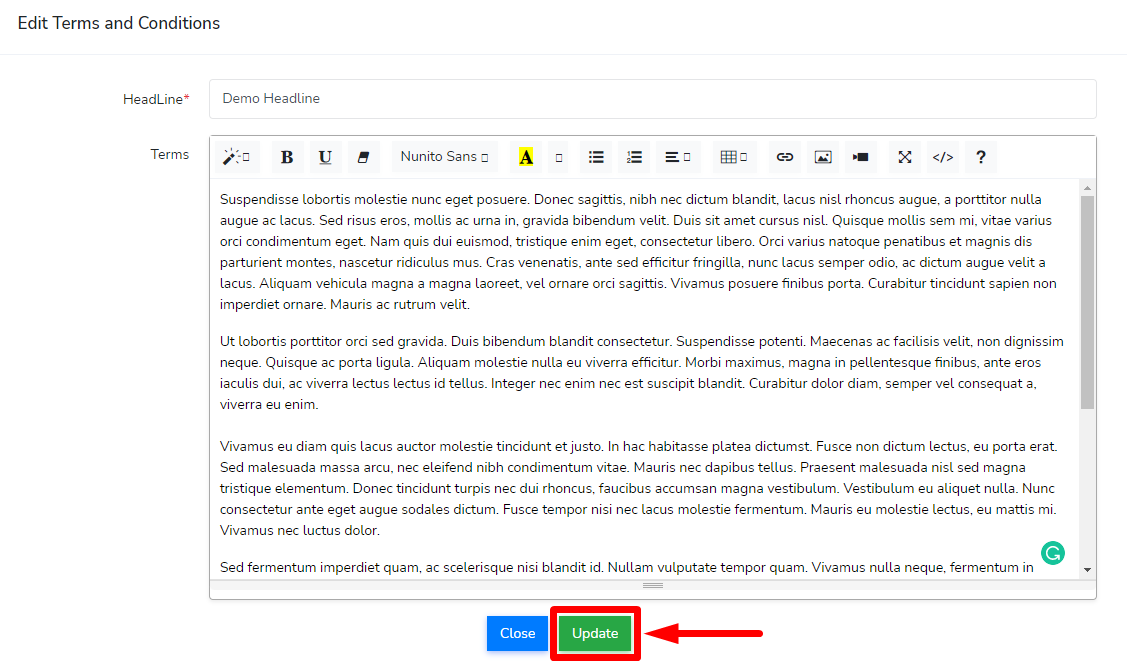 Edit Terms and Conditions
HeadLine*
Demo Headline
Terms
B U Nunito Sans A </> ?
Suspendisse lobortis molestie nunc eget posuere. Donec sagittis, nibh nec dictum blandit, lacus nisl rhoncus augue, a porttitor nulla
augue ac lacus. Sed risus eros, mollis ac urna in, gravida bibendum velit. Duis sit amet cursus nisl. Quisque mollis sem mi, vitae varius
orci condimentum eget. Nam quis dui euismod, tristique enim eget, consectetur libero. Orci varius natoque penatibus et magnis dis
parturient montes, nascetur ridiculus mus. Cras venenatis, ante sed efficitur fringilla, nunc lacus semper odio, ac dictum augue velit a
lacus. Aliquam vehicula magna a magna laoreet, vel ornare orci sagittis. Vivamus posuere finibus porta. Curabitur tincidunt sapien non
imperdiet ornare. Mauris ac rutrum velit.
Ut lobortis porttitor orci sed gravida. Duis bibendum blandit consectetur. Suspendisse potenti. Maecenas ac facilisis velit, non dignissim
neque. Quisque ac porta ligula. Aliquam molestie nulla eu viverra efficitur. Morbi maximus, magna in pellentesque finibus, ante eros
iaculis dui, ac viverra lectus lectus id tellus. Integer nec enim nec est suscipit blandit. Curabitur dolor diam, semper vel consequat a,
viverra eu enim.
Vivamus eu diam quis lacus auctor molestie tincidunt et justo. In hac habitasse platea dictumst. Fusce non dictum lectus, eu porta erat.
Sed malesuada massa arcu, nec eleifend nibh condimentum vitae. Mauris nec dapibus tellus. Praesent malesuada nisl sed magna
tristique elementum. Donec tincidunt turpis nec dui rhoncus, faucibus accumsan magna vestibulum. Vestibulum eu aliquet nulla. Nunc
consectetur ante eget augue sodales dictum. Fusce tempor nisi nec lacus molestie fermentum. Mauris eu molestie lectus, eu mattis mi.
Vivamus nec luctus dolor.
Sed fermentum imperdiet quam, ac scelerisque nisi blandit id. Nullam vulputate tempor quam. Vivamus nulla neque, fermentum in
Close Update